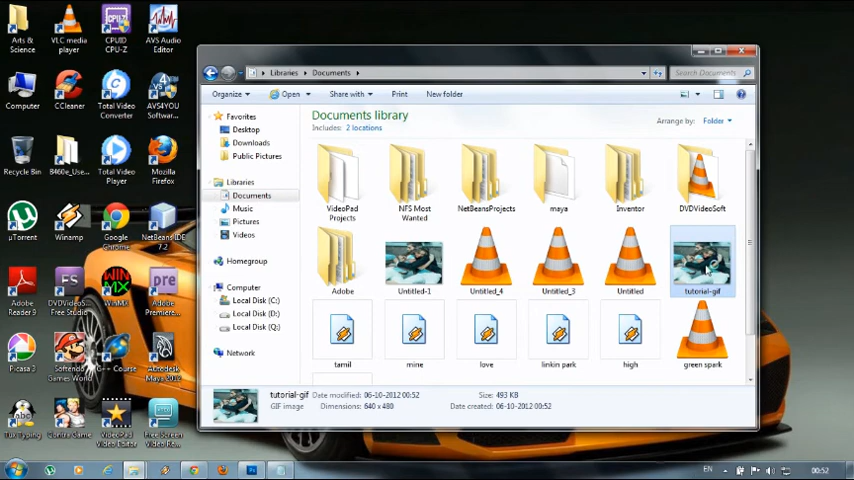 Arts &
Science
VLC media
player
CPUID
CPU-Z
AVS Audio
Editor
Computer
CCleaner
Total Video
Converter
AVS4YOU
Softwar...
Recycle Bin
B460e_Use...
Total Video
Player
Mozilla
Firefox
µTorrent
Winamp
Google
Chrome
NetBeans IDE
7.2
Adobe
Reader 9
DVDVideoS...
Free Studio
WinMX
Adobe
Premiere...
Picasa 3
Softendo
Games World
C++ Course
Autodesk
Maya 2012
Tux Typing
Contra Game
VideoPad
Video Editor
Free Screen
Video Re...
Libraries
Documents
Search Documents
Organize
Open
Share with
Print
New folder
Favorites
Desktop
Downloads
Public Pictures
Libraries
Documents
Music
Pictures
Videos
Homegroup
Computer
Local Disk (C:)
Local Disk (D:)
Local Disk (Q:)
Network
Documents library
Includes: 2 locations
Arrange by: Folder
VideoPad
Projects
NFS Most
Wanted
NetBeansProjects
maya
Inventor
DVDVideoSoft
Adobe
Untitled-1
Untitled_4
Untitled_3
Untitled
tutorial-gif
tamil
mine
love
linkin park
high
green spark
tutorial-gif Date modified: 06-10-2012 00:52 Size: 493 KB
GIF image Dimensions: 640 x 480 Date created: 06-10-2012 00:52
EN
00:52